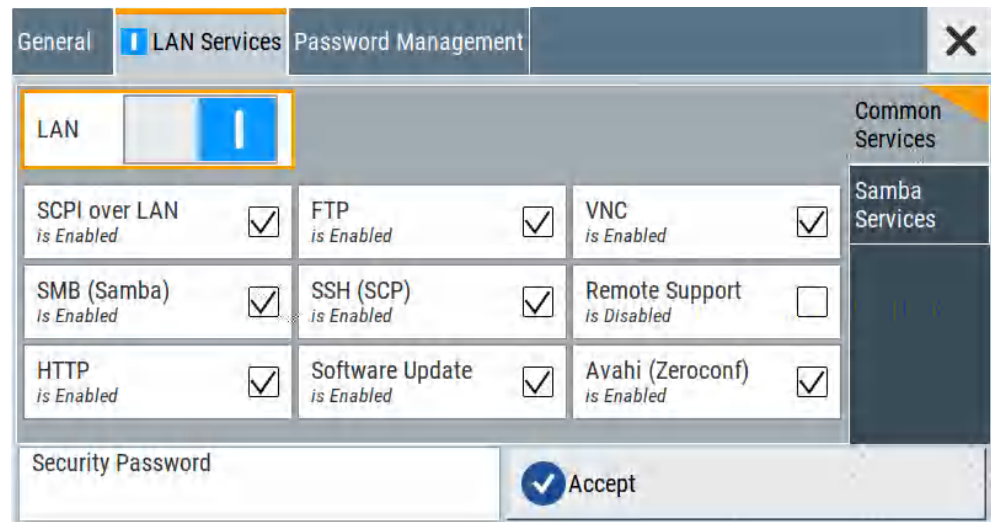 General LAN Services Password Management
LAN
Common
Services
Samba
Services
SCPI over LAN
is Enabled
FTP
is Enabled
VNC
is Enabled
SMB (Samba)
is Enabled
SSH (SCP)
is Enabled
Remote Support
is Disabled
HTTP
is Enabled
Software Update
is Enabled
Avahi (Zeroconf)
is Enabled
Security Password
Accept